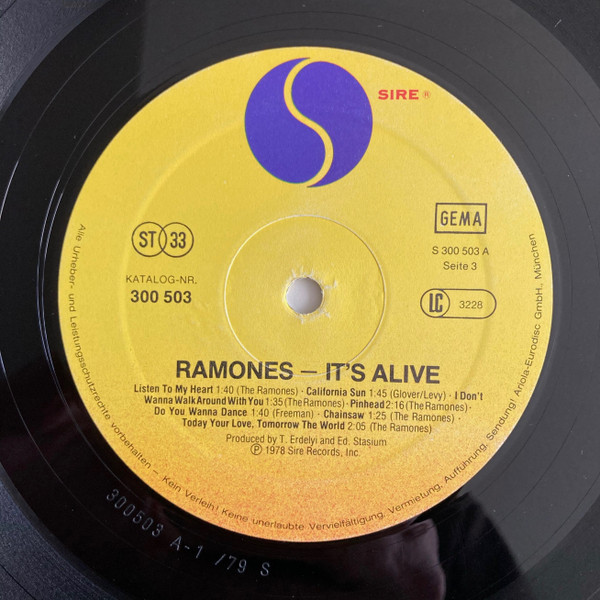 SIRE ®
ST 33
GEMA
S 300 503 A
Seite 3
KATALOG-NR.
300 503
LC 3228
RAMONES – IT'S ALIVE
Listen To My Heart 1:40 (The Ramones) · California Sun 1:45 (Glover/Levy) · I Don't
Wanna Walk Around With You 1:35 (The Ramones) · Pinhead 2:16 (The Ramones) ·
Do You Wanna Dance 1:40 (Freeman) · Chainsaw 1:25 (The Ramones) ·
Today Your Love, Tomorrow The World 2:05 (The Ramones)
Produced by T. Erdelyi and Ed. Stasium
Ⓟ 1978 Sire Records, Inc.
Alle Urheber- und Leistungsschutzrechte vorbehalten – Kein Verleih! Keine unerlaubte Vervielfältigung, Vermietung, Aufführung, Sendung! Ariola-Eurodisc GmbH., München
300503 A-1 /79 S